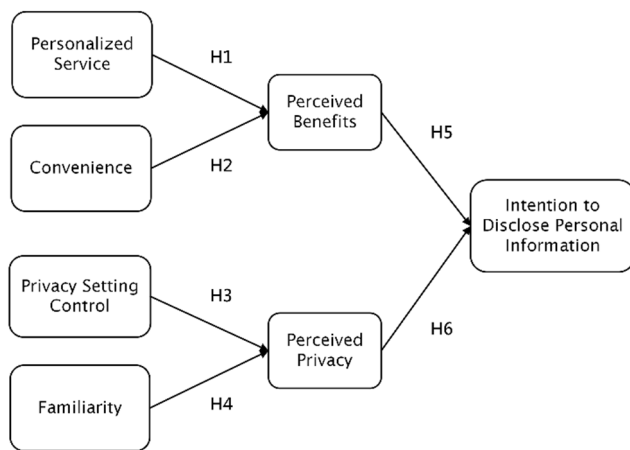 Personalized
Service
H1
Perceived
Benefits
Convenience
H2
H5
Intention to
Disclose Personal
Information
Privacy Setting
Control
H3
Perceived
Privacy
H6
Familiarity
H4